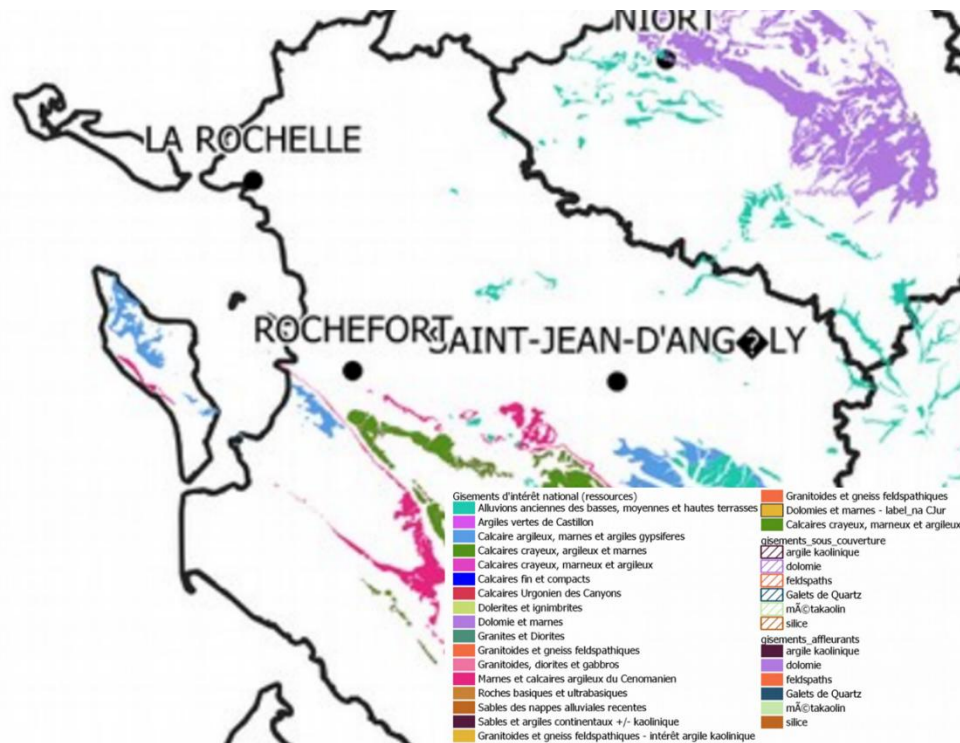 NIORT
LA ROCHELLE
ROCHEFORT
SAINT-JEAN-D'ANG�LY
Gisements d'intérêt national (ressources)
Alluvions anciennes des basses, moyennes et hautes terrasses
Argiles vertes de Castillon
Calcaire argileux, marnes et argiles gypsiferes
Calcaires crayeux, argileux et marnes
Calcaires crayeux, marneux et argileux
Calcaires fin et compacts
Calcaires Urgonien des Canyons
Dolerites et ignimbrites
Dolomie et marnes
Granites et Diorites
Granitoides et gneiss feldspathiques
Granitoides, diorites et gabbros
Marnes et calcaires argileux du Cenomanien
Roches basiques et ultrabasiques
Sables des nappes alluviales recentes
Sables et argiles continentaux +/- kaolinique
Granitoides et gneiss feldspathiques - intérêt argile kaolinique
Granitoides et gneiss feldspathiques
Dolomies et marnes - label_na CJur
Calcaires crayeux, marneux et argileux
gisements_sous_couverture
argile kaolinique
dolomie
feldspaths
Galets de Quartz
mÃ©takaolin
silice
gisements_affleurants
argile kaolinique
dolomie
feldspaths
Galets de Quartz
mÃ©takaolin
silice